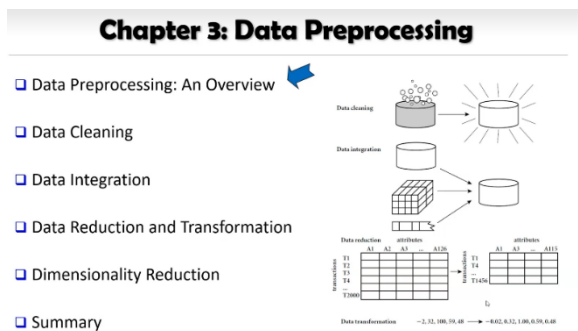 Chapter 3: Data Preprocessing
Data Preprocessing: An Overview
Data Cleaning
Data Integration
Data Reduction and Transformation
Dimensionality Reduction
Summary
Data cleaning
Data integration
Data reduction
attributes
A1 A2 A3 ... A126
transactions
T1
T2
T3
T4
...
T2000
attributes
A1 A3 ... A115
transactions
T1
T4
...
T1456
Data transformation
−2, 32, 100, 59, 48 → −0.02, 0.32, 1.00, 0.59, 0.48